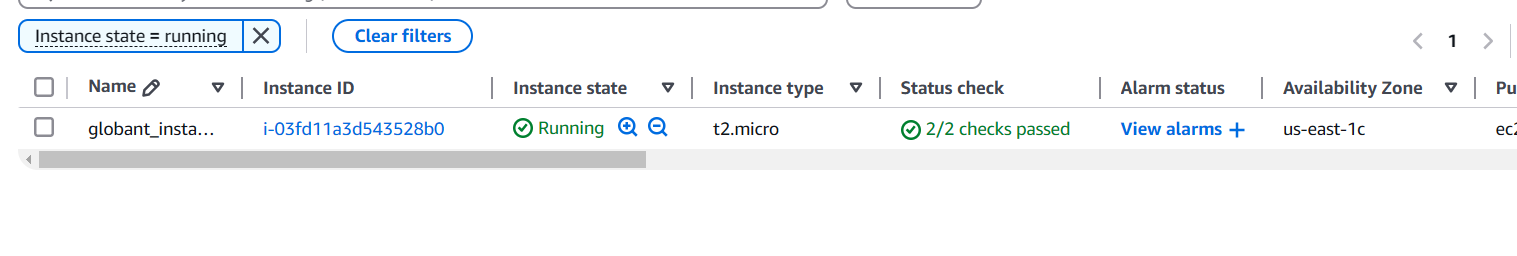 Instance state = running
Clear filters
1
Name Instance ID Instance state Instance type Status check Alarm status Availability Zone Pu
globant_insta… i-03fd11a3d543528b0 Running t2.micro 2/2 checks passed View alarms + us-east-1c ec2